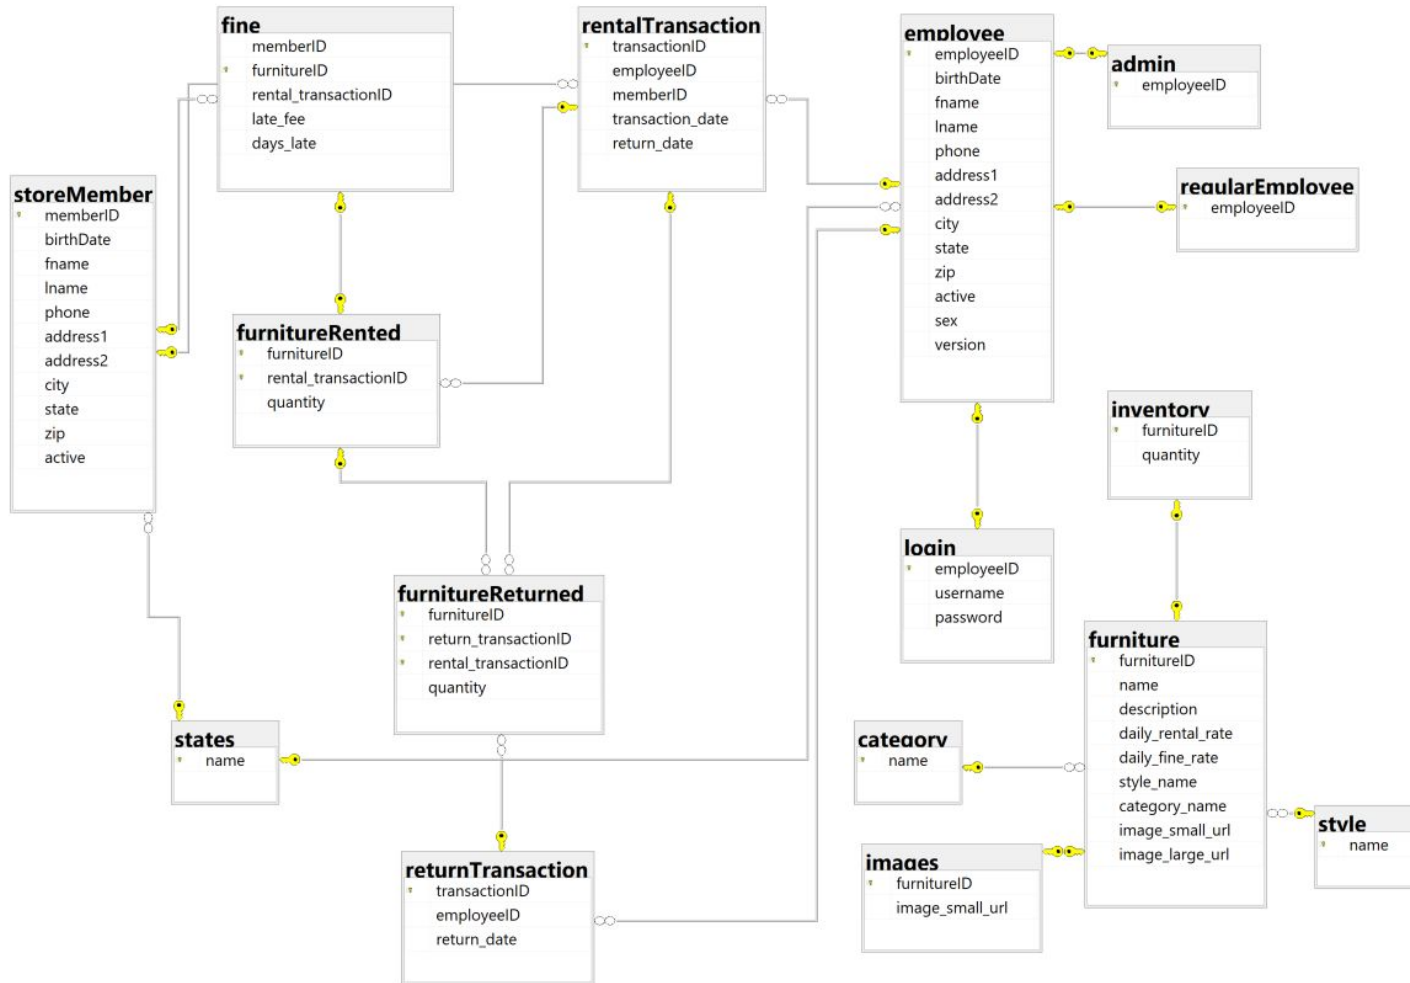 fine
memberID
furnitureID
rental_transactionID
late_fee
days_late
rentalTransaction
transactionID
employeeID
memberID
transaction_date
return_date
employee
employeeID
birthDate
fname
lname
phone
address1
address2
city
state
zip
active
sex
version
admin
employeeID
regularEmployee
employeeID
storeMember
memberID
birthDate
fname
lname
phone
address1
address2
city
state
zip
active
furnitureRented
furnitureID
rental_transactionID
quantity
inventory
furnitureID
quantity
login
employeeID
username
password
furnitureReturned
furnitureID
return_transactionID
rental_transactionID
quantity
furniture
furnitureID
name
description
daily_rental_rate
daily_fine_rate
style_name
category_name
image_small_url
image_large_url
states
name
category
name
style
name
images
furnitureID
image_small_url
returnTransaction
transactionID
employeeID
return_date